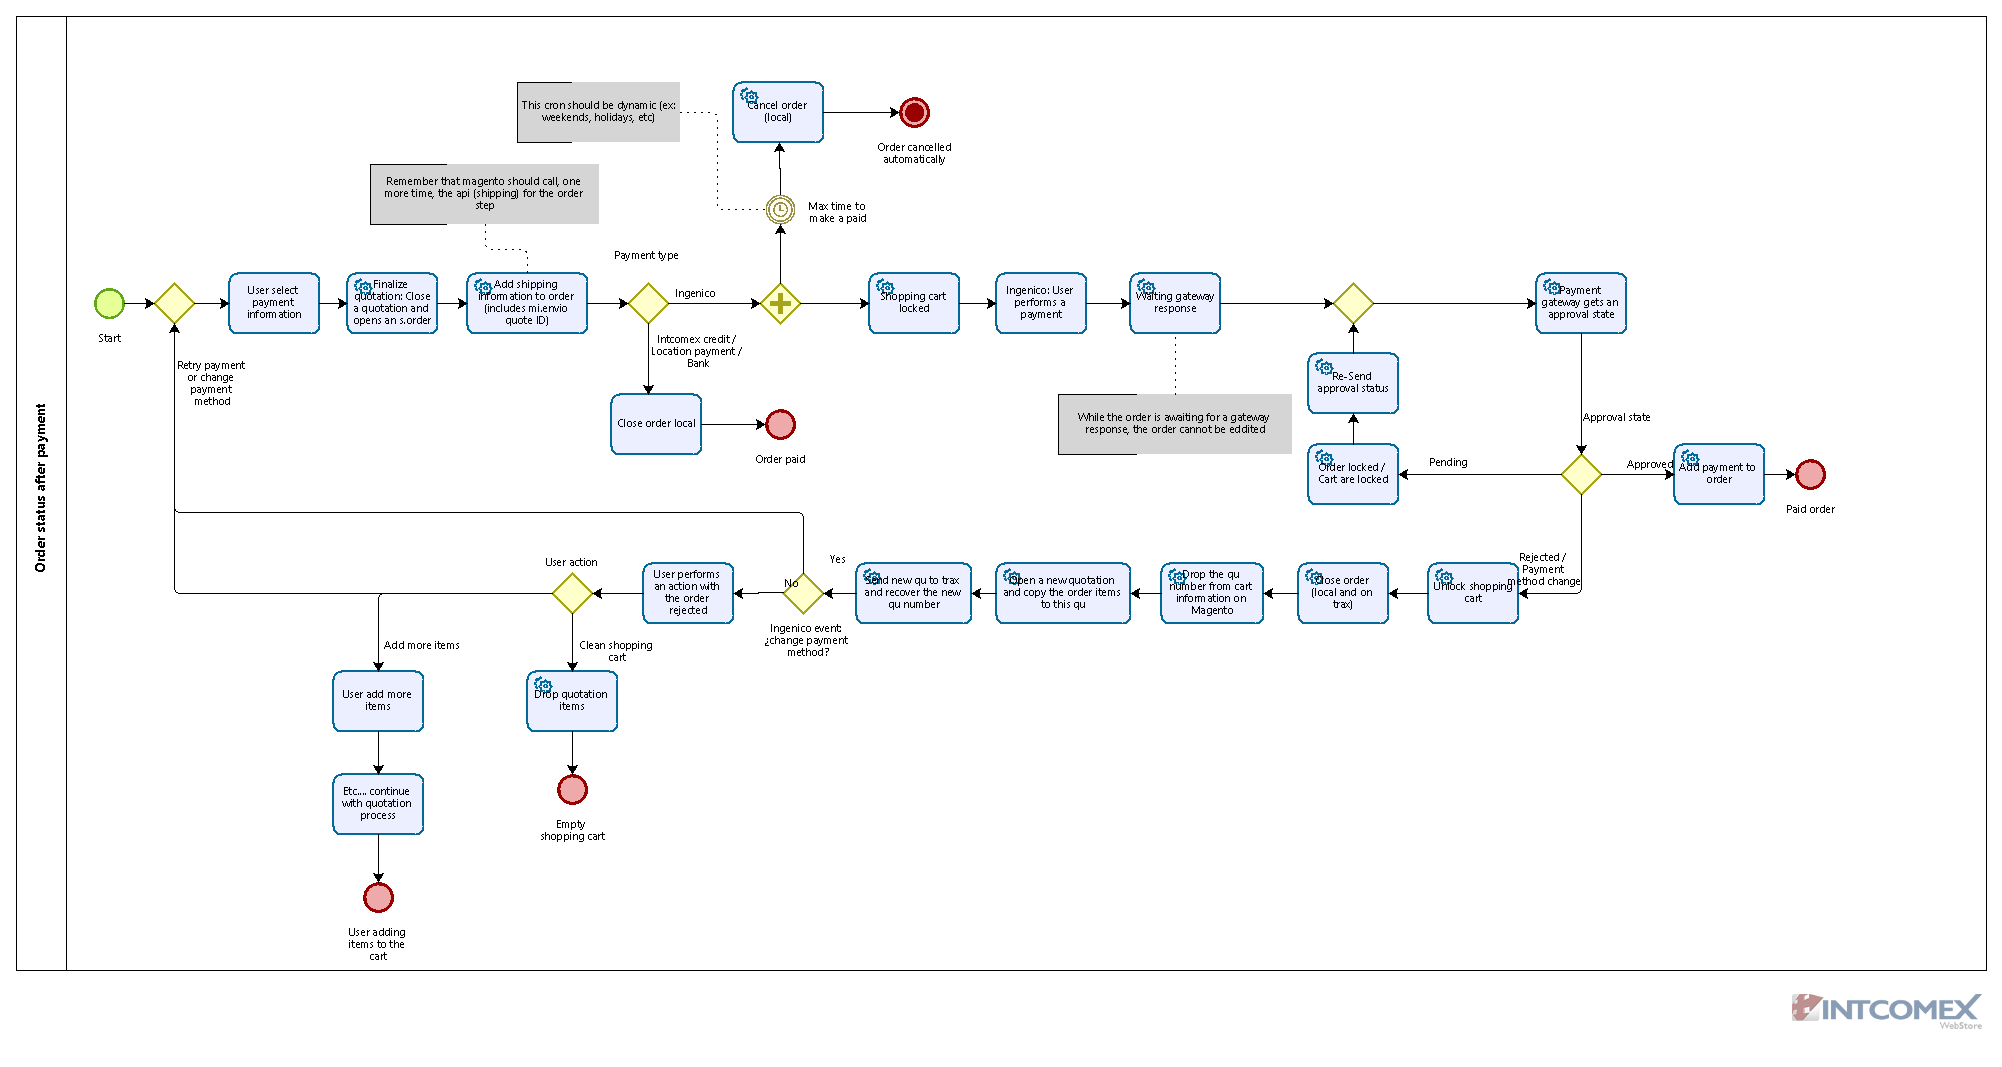 Order status after payment
This cron should be dynamic (ex:
weekends, holidays, etc)
Cancel order
(local)
Order cancelled
automatically
Remember that magento should call, one
more time, the api (shipping) for the order
step
Max time to
make a paid
Start
User select
payment
information
Finalize
quotation: Close
a quotation and
opens an s.order
Add shipping
information to order
(includes mi.envio
quote ID)
Payment type
Ingenico
Intcomex credit /
Location payment /
Bank
Shopping cart
locked
Ingenico: User
performs a
payment
Waiting gateway
response
Payment
gateway gets an
approval state
Retry payment
or change
payment
method
Close order local
Order paid
While the order is awaiting for a gateway
response, the order cannot be eddited
Re-Send
approval status
Approval state
Order locked /
Cart are locked
Pending
Approved
Add payment to
order
Paid order
User action
User performs
an action with
the order
rejected
No
Yes
Ingenico event:
¿change payment
method?
Send new qu to trax
and recover the new
qu number
Open a new quotation
and copy the order items
to this qu
Drop the qu
number from cart
information on
Magento
Close order
(local and on
trax)
Unlock shopping
cart
Rejected /
Payment
method change
Add more items
Clean shopping
cart
User add more
items
Drop quotation
items
Etc.... continue
with quotation
process
Empty
shopping cart
User adding
items to the
cart
INTCOMEX
WebStore